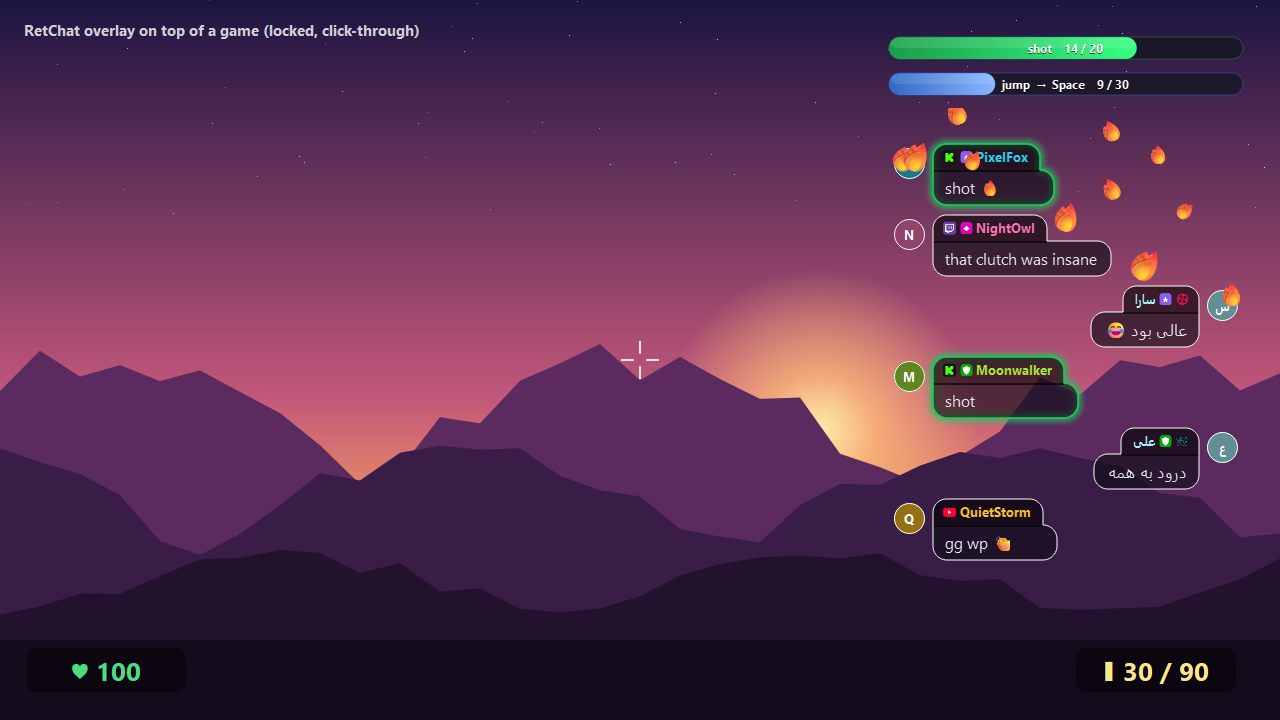 RetChat overlay on top of a game (locked, click-through)
shot 14 / 20
jump → Space 9 / 30
PixelFox
shot 🔥
N
NightOwl
that clutch was insane
سارا
س
عالی بود 😂
M
Moonwalker
shot
علی
ع
درود به همه
Q
QuietStorm
gg wp 👏
♥ 100
30 / 90